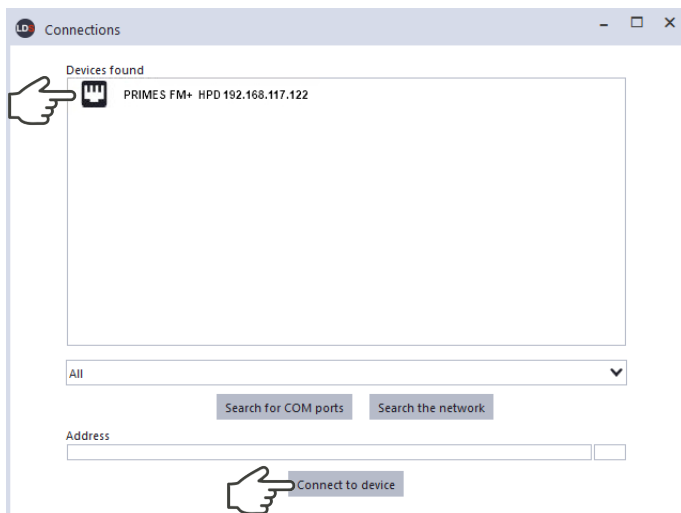 LDS Connections
Devices found
PRIMES FM+ HPD 192.168.117.122
All
Search for COM ports Search the network
Address
Connect to device